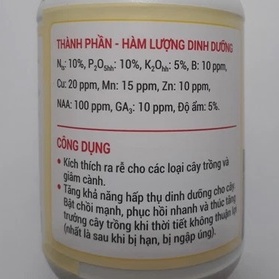 THÀNH PHẦN - HÀM LƯỢNG DINH DƯỠNG
Nts: 10%, P2O5hh: 10%, K2Ohh: 5%, B: 10 ppm,
Cu: 20 ppm, Mn: 15 ppm, Zn: 10 ppm,
NAA: 100 ppm, GA3: 10 ppm, Độ ẩm: 5%.
CÔNG DỤNG
• Kích thích ra rễ cho các loại cây trồng và
giâm cành.
• Tăng khả năng hấp thụ dinh dưỡng cho cây.
Bật chồi mạnh, phục hồi nhanh và thúc tăng
trưởng cây trồng khi thời tiết không thuận lợi
(nhất là sau khi bị hạn, bị ngập úng).